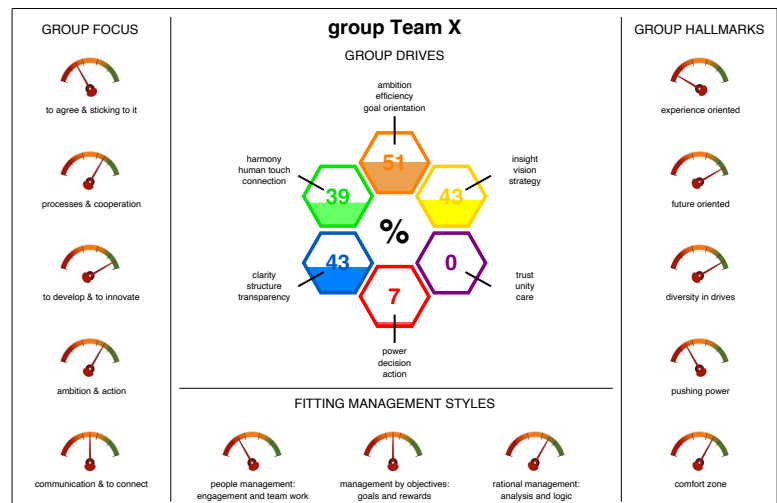 group Team X
GROUP FOCUS
to agree & sticking to it
processes & cooperation
to develop & to innovate
ambition & action
communication & to connect
GROUP DRIVES
ambition
efficiency
goal orientation
51
harmony
human touch
connection
39
insight
vision
strategy
43
%
clarity
structure
transparency
43
0
trust
unity
care
7
power
decision
action
FITTING MANAGEMENT STYLES
people management:
engagement and team work
management by objectives:
goals and rewards
rational management:
analysis and logic
GROUP HALLMARKS
experience oriented
future oriented
diversity in drives
pushing power
comfort zone